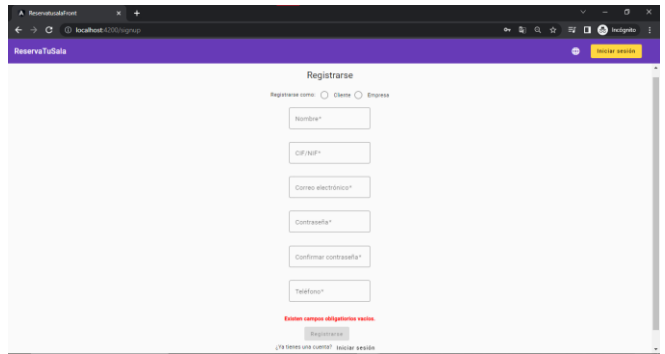 ReservatusalaFront
localhost:4200/signup
Incógnito
ReservaTuSala
Iniciar sesión
Registrarse
Registrarse como: Cliente Empresa
Nombre*
CIF/NIF*
Correo electrónico*
Contraseña*
Confirmar contraseña*
Teléfono*
Existen campos obligatorios vacíos.
Registrarse
¿Ya tienes una cuenta? Iniciar sesión